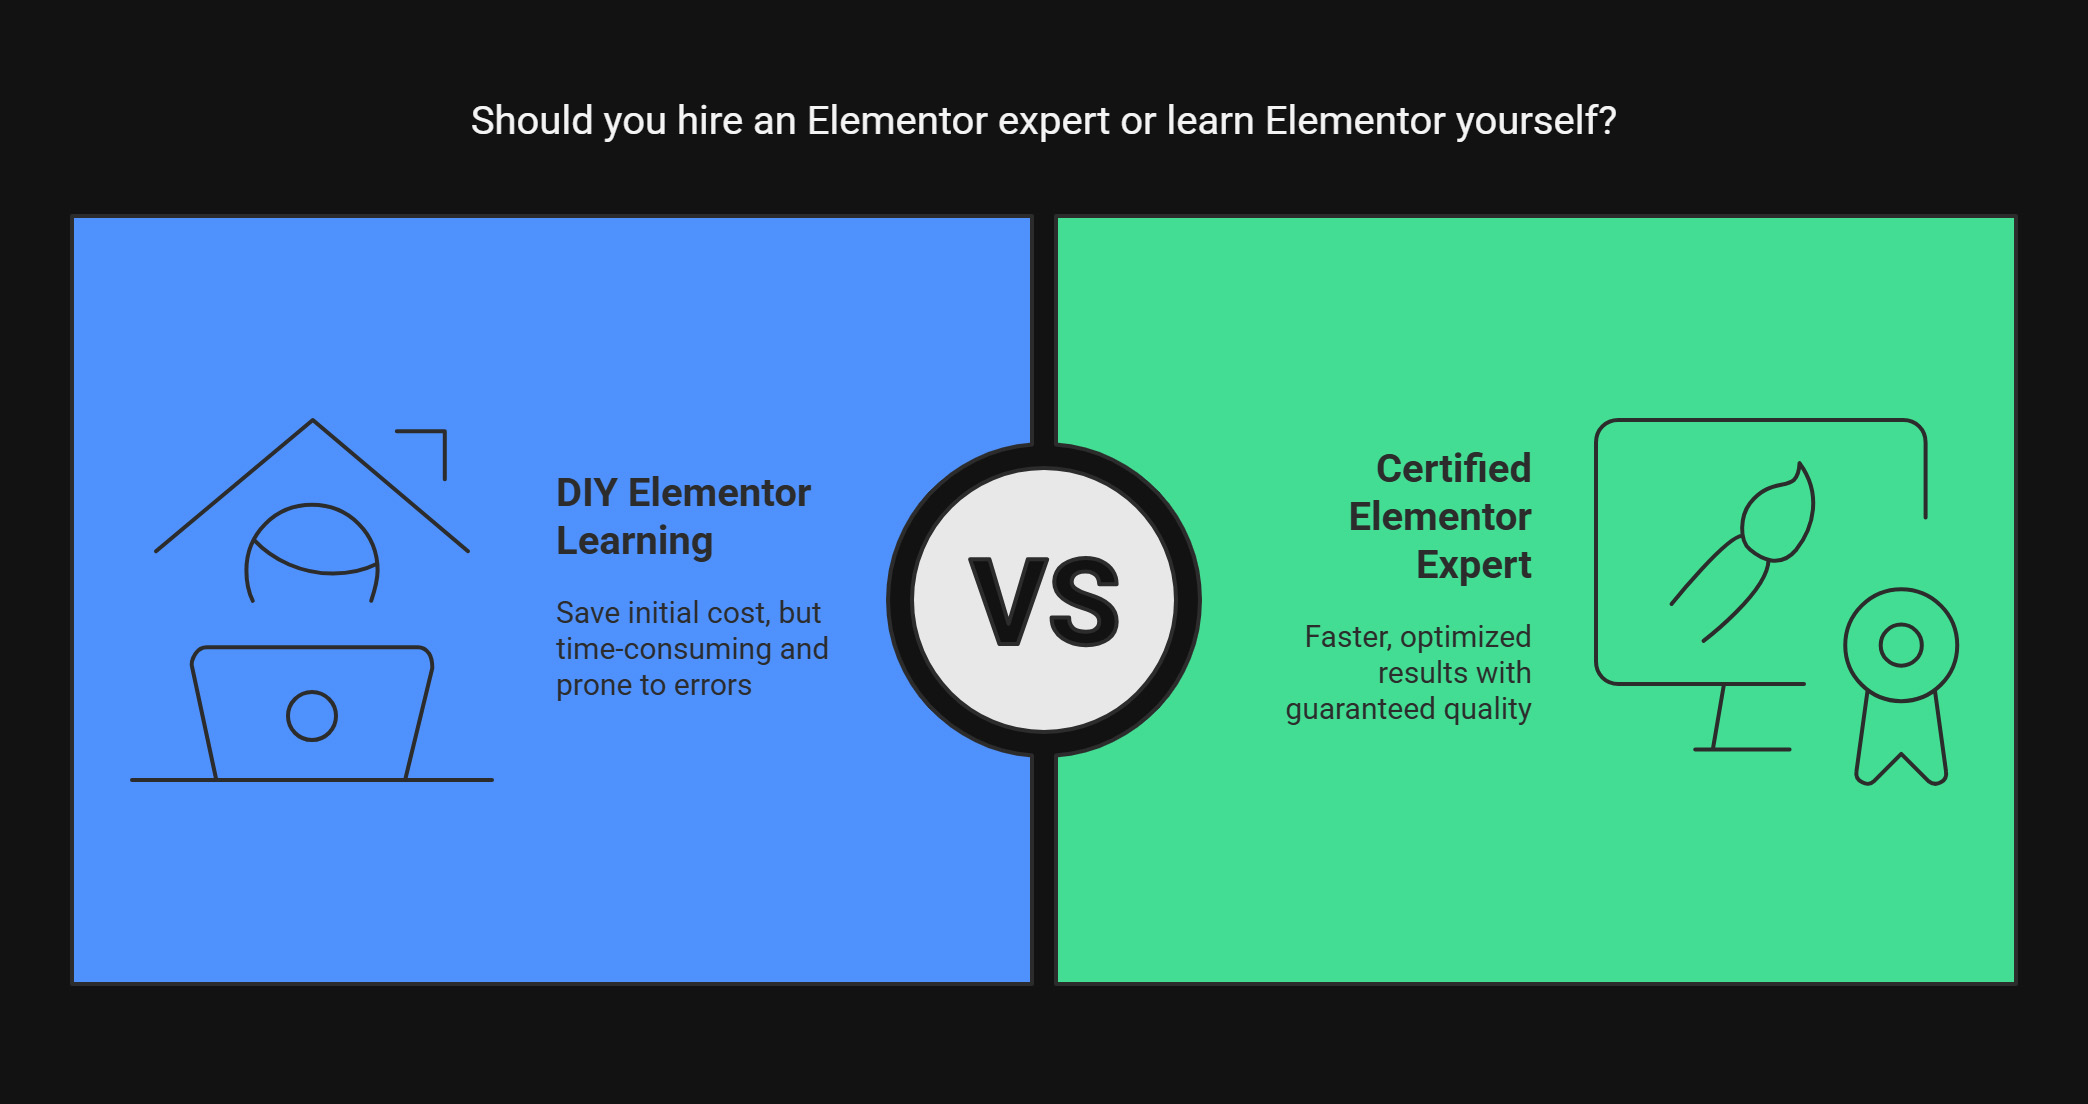 Should you hire an Elementor expert or learn Elementor yourself?
DIY Elementor
Learning
Save initial cost, but
time-consuming and
prone to errors
VS
Certified
Elementor
Expert
Faster, optimized
results with
guaranteed quality